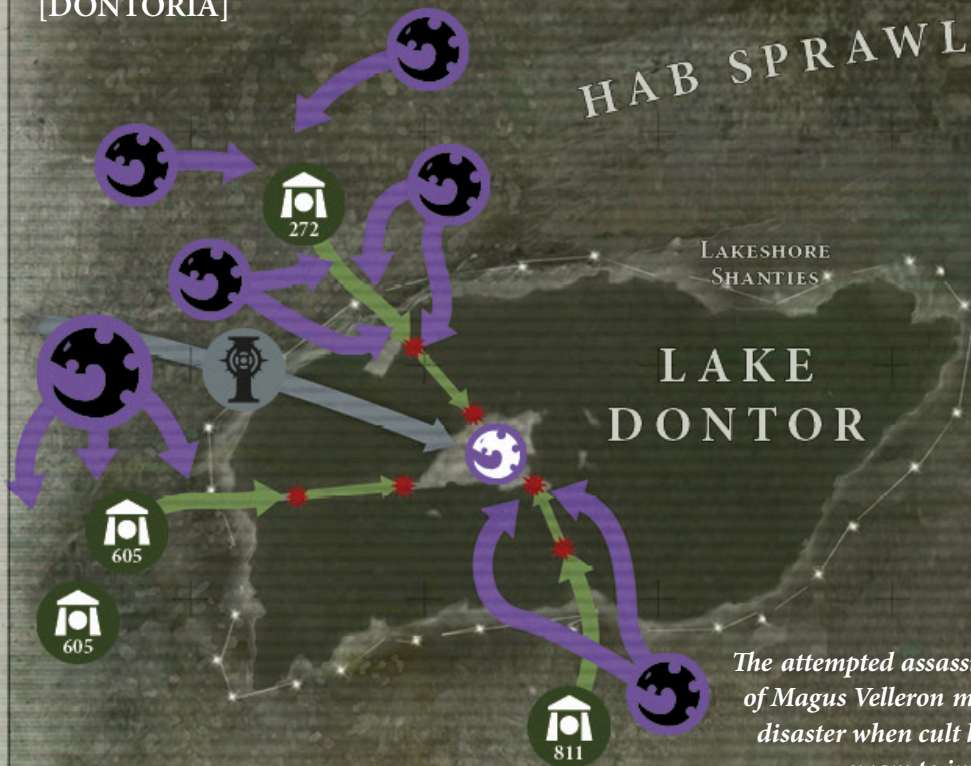 [DONTORIA]
HAB SPRAWL
272
LAKESHORE
SHANTIES
LAKE
DONTOR
605
605
811
The attempted
of Magus Velleron
disaster when cult